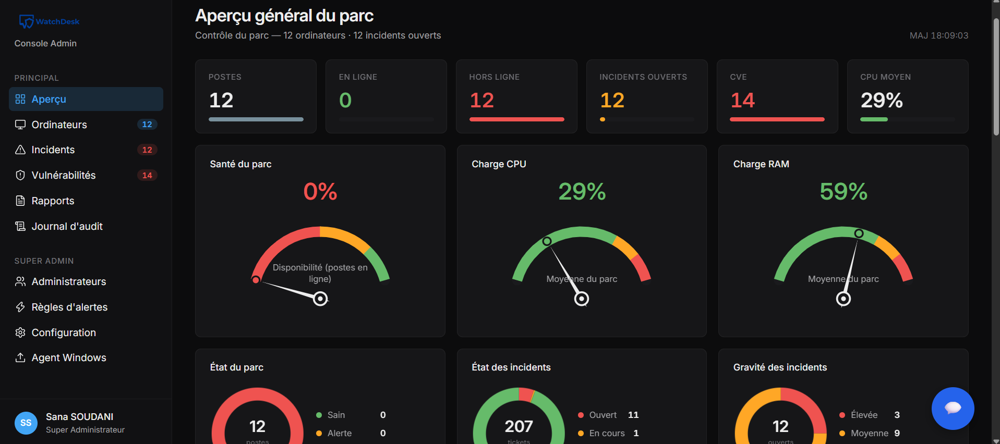 WatchDesk
Console Admin
PRINCIPAL
Aperçu
Ordinateurs 12
Incidents 12
Vulnérabilités 14
Rapports
Journal d'audit
SUPER ADMIN
Administrateurs
Règles d'alertes
Configuration
Agent Windows
SS
Sana SOUDANI
Super Administrateur
Aperçu général du parc
Contrôle du parc — 12 ordinateurs · 12 incidents ouverts
MAJ 18:09:03
POSTES
12
EN LIGNE
0
HORS LIGNE
12
INCIDENTS OUVERTS
12
CVE
14
CPU MOYEN
29%
Santé du parc
0%
Disponibilité (postes en
ligne)
Charge CPU
29%
Moyenne du parc
Charge RAM
59%
Moyenne du parc
État du parc
12
postes
Sain 0
Alerte 0
État des incidents
207
tickets
Ouvert 11
En cours 1
Gravité des incidents
12
ouverts
Élevée 3
Moyenne 9